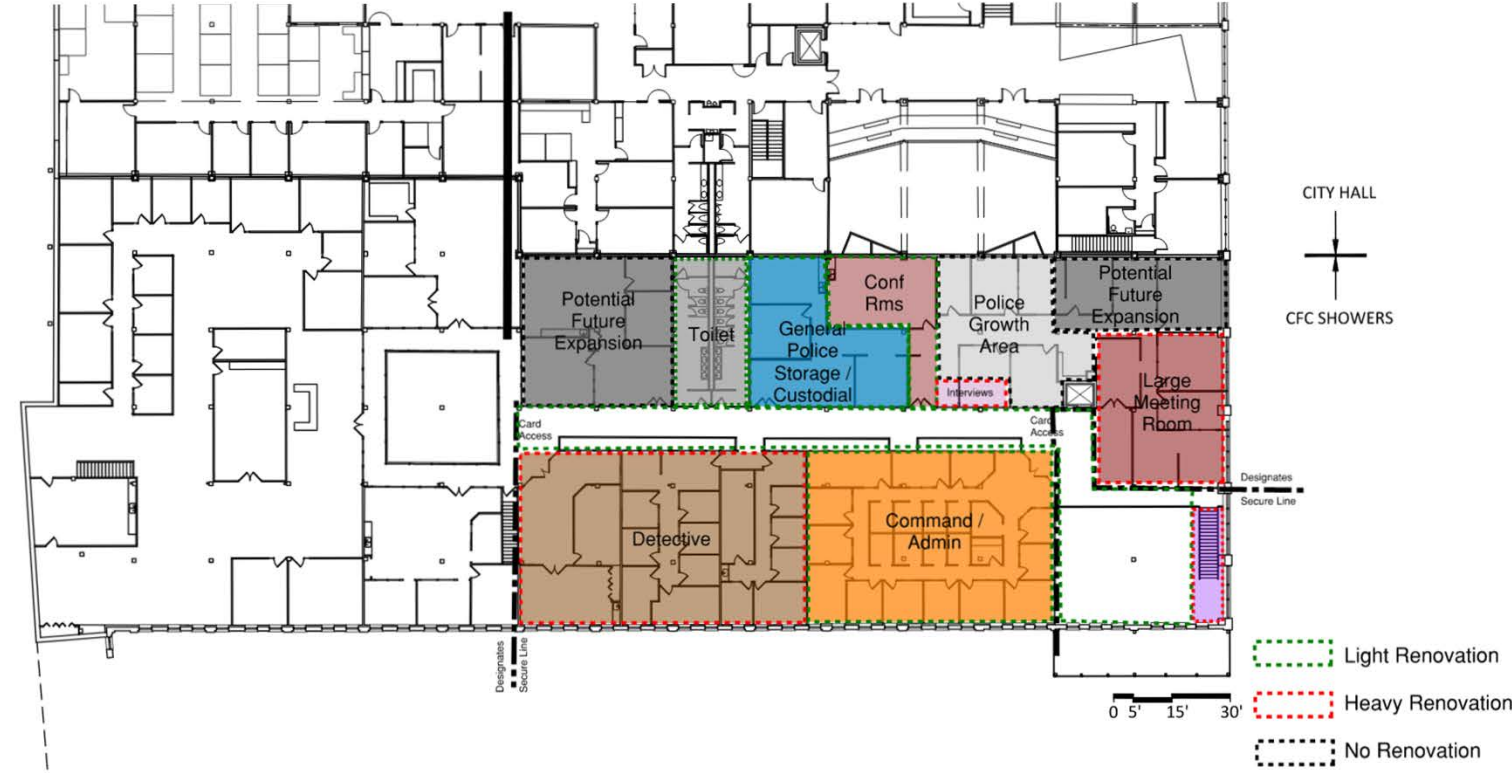 CITY HALL
CFC SHOWERS
Potential
Future
Expansion
Toilet
General
Police
Storage /
Custodial
Conf
Rms
Police
Growth
Area
Potential
Future
Expansion
Interviews
Large
Meeting
Room
Card
Access
Card
Access
Designates
Secure Line
Detective
Command /
Admin
Designates
Secure Line
0 5' 15' 30'
Light Renovation
Heavy Renovation
No Renovation